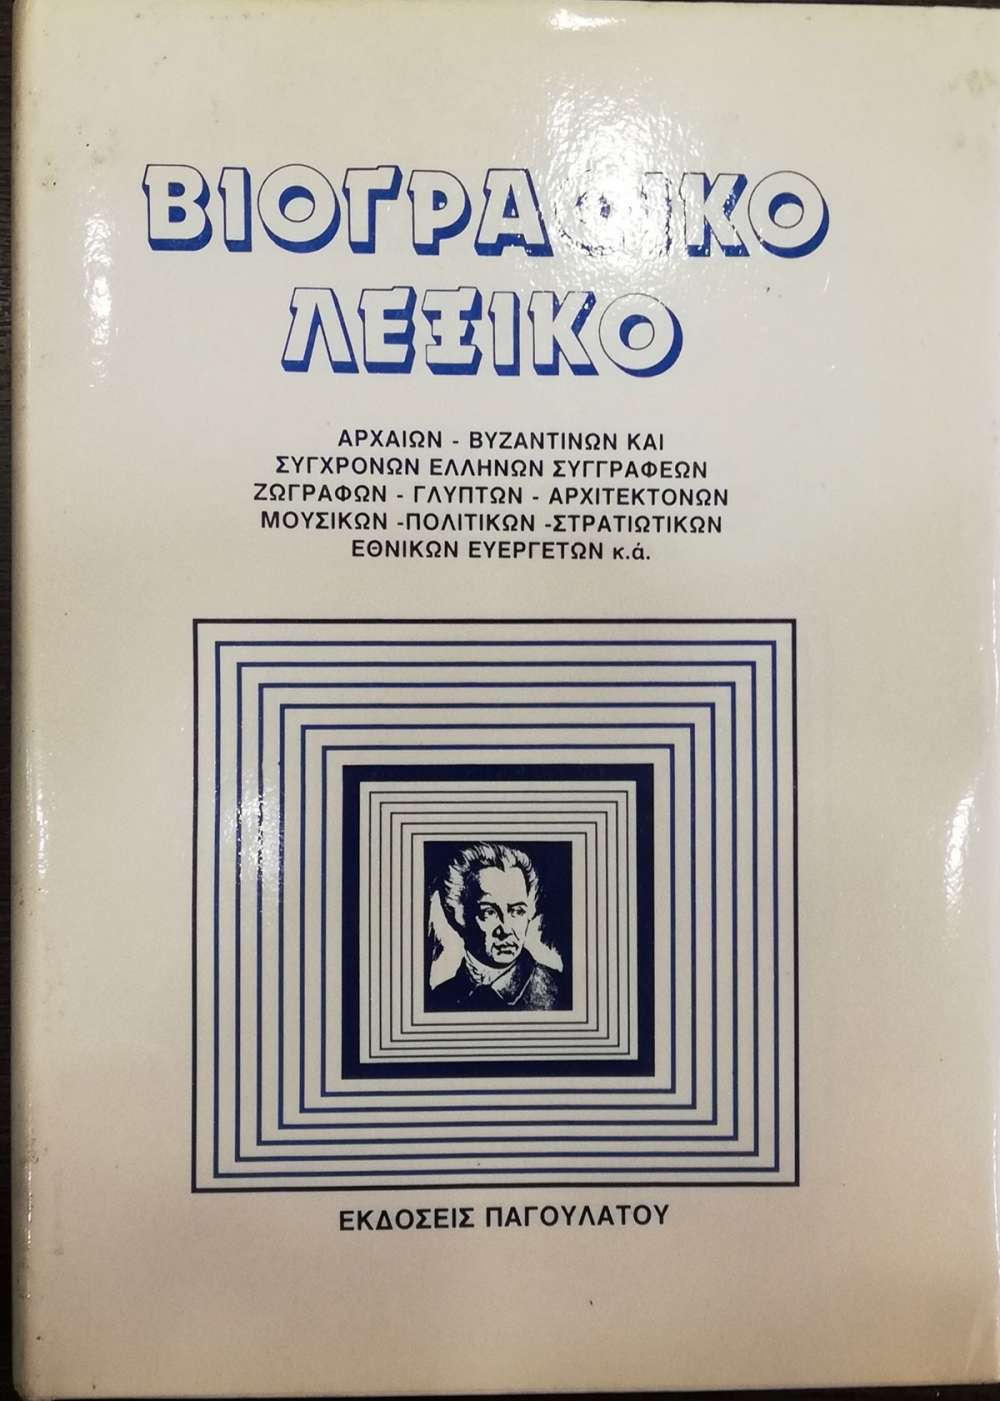 ΒΙΟΓΡΑΦΙΚΟ
ΛΕΞΙΚΟ
ΑΡΧΑΙΩΝ - ΒΥΖΑΝΤΙΝΩΝ ΚΑΙ
ΣΥΓΧΡΟΝΩΝ ΕΛΛΗΝΩΝ ΣΥΓΓΡΑΦΕΩΝ
ΖΩΓΡΑΦΩΝ - ΓΛΥΠΤΩΝ - ΑΡΧΙΤΕΚΤΟΝΩΝ
ΜΟΥΣΙΚΩΝ -ΠΟΛΙΤΙΚΩΝ -ΣΤΡΑΤΙΩΤΙΚΩΝ
ΕΘΝΙΚΩΝ ΕΥΕΡΓΕΤΩΝ κ.ά.
ΕΚΔΟΣΕΙΣ ΠΑΓΟΥΛΑΤΟΥ